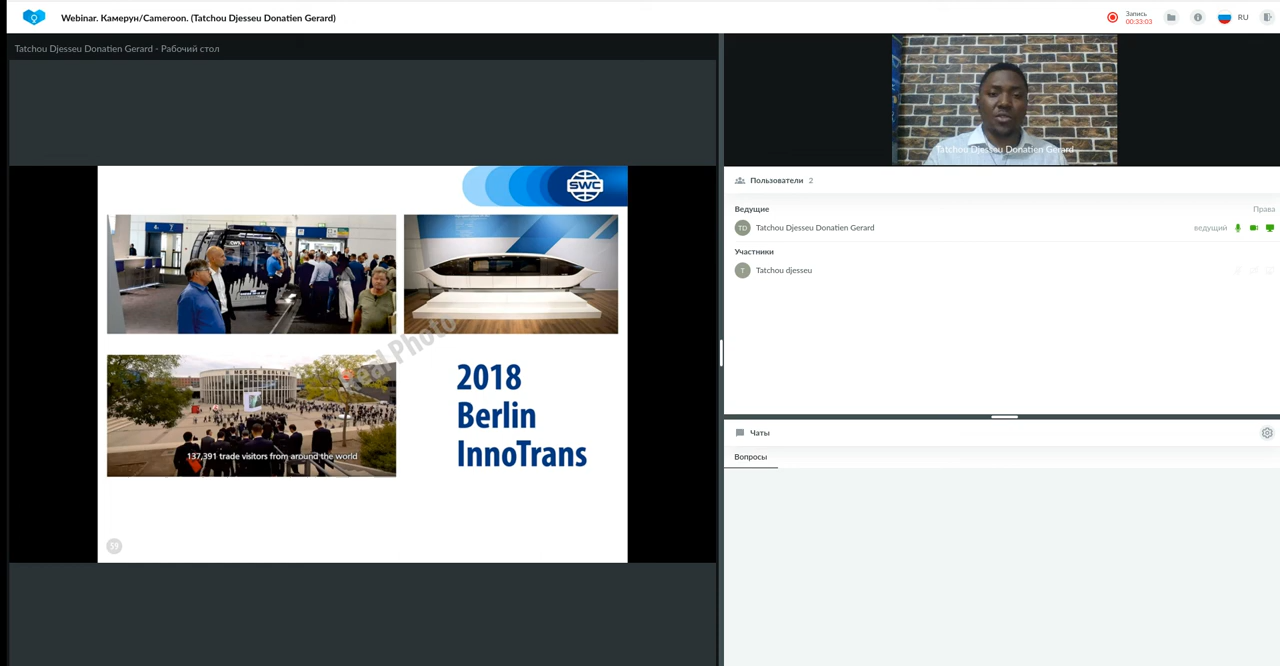 Webinar. Камерун/Cameroon. (Tatchou Djesseu Donatien Gerard)
Запись
00:33:03
RU
Tatchou Djesseu Donatien Gerard - Рабочий стол
Tatchou Djesseu Donatien Gerard
Пользователи 2
Ведущие
Права
TD
Tatchou Djesseu Donatien Gerard
ведущий
Участники
T
Tatchou djesseu
Чаты
Вопросы
SWC
Real Photo
137,391 trade visitors from around the world
2018
Berlin
InnoTrans
59